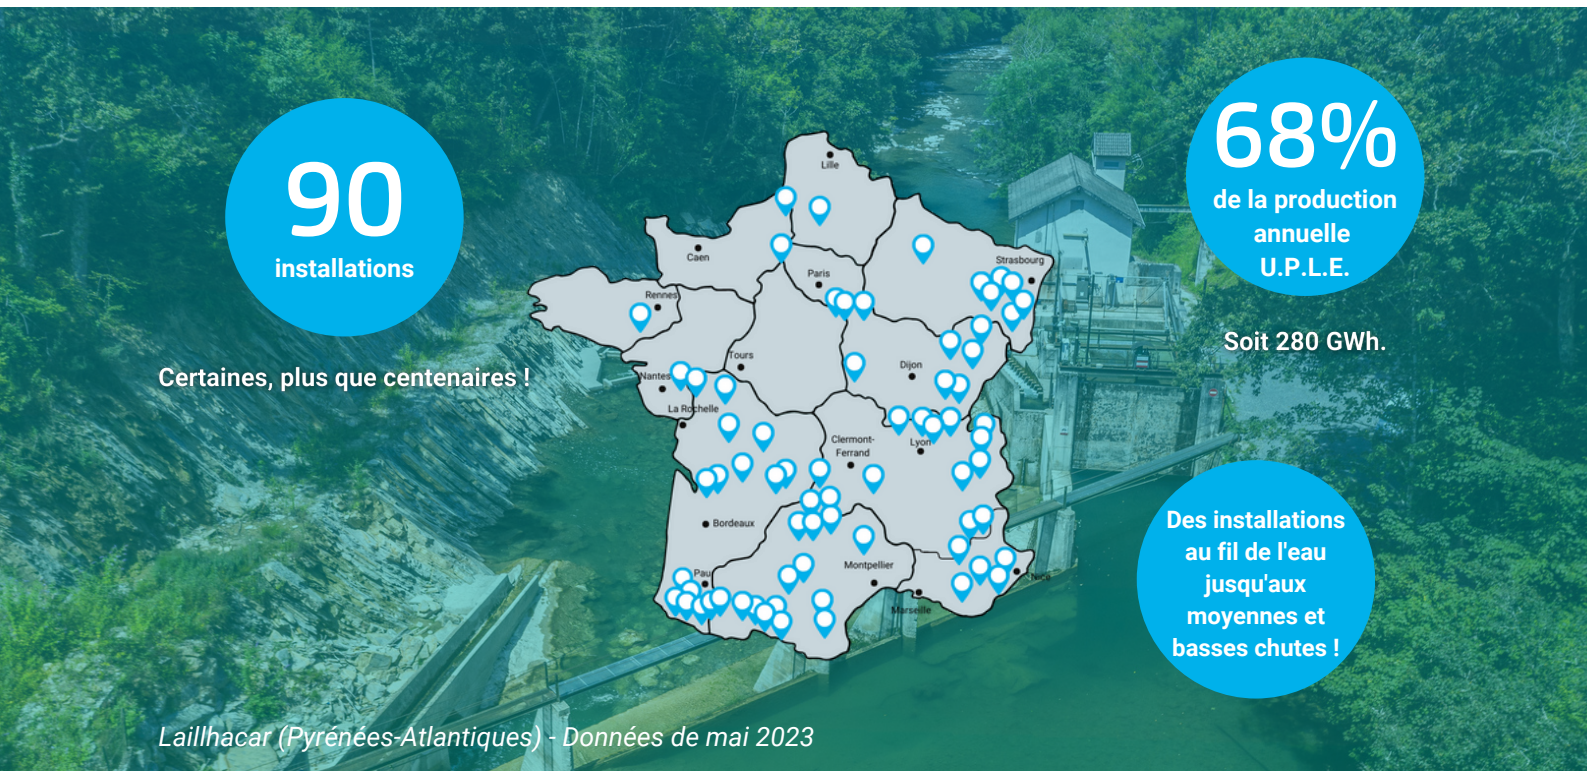 90
installations
Certaines, plus que centenaires !
68%
de la production
annuelle
U.P.L.E.
Soit 280 GWh.
Des installations
au fil de l'eau
jusqu'aux
moyennes et
basses chutes !
Lille
Caen
Paris
Strasbourg
Rennes
Tours
Nantes
Dijon
La Rochelle
Clermont-
Ferrand
Lyon
Bordeaux
Pau
Montpellier
Nice
Marseille
Laillhacar (Pyrénées-Atlantiques) - Données de mai 2023